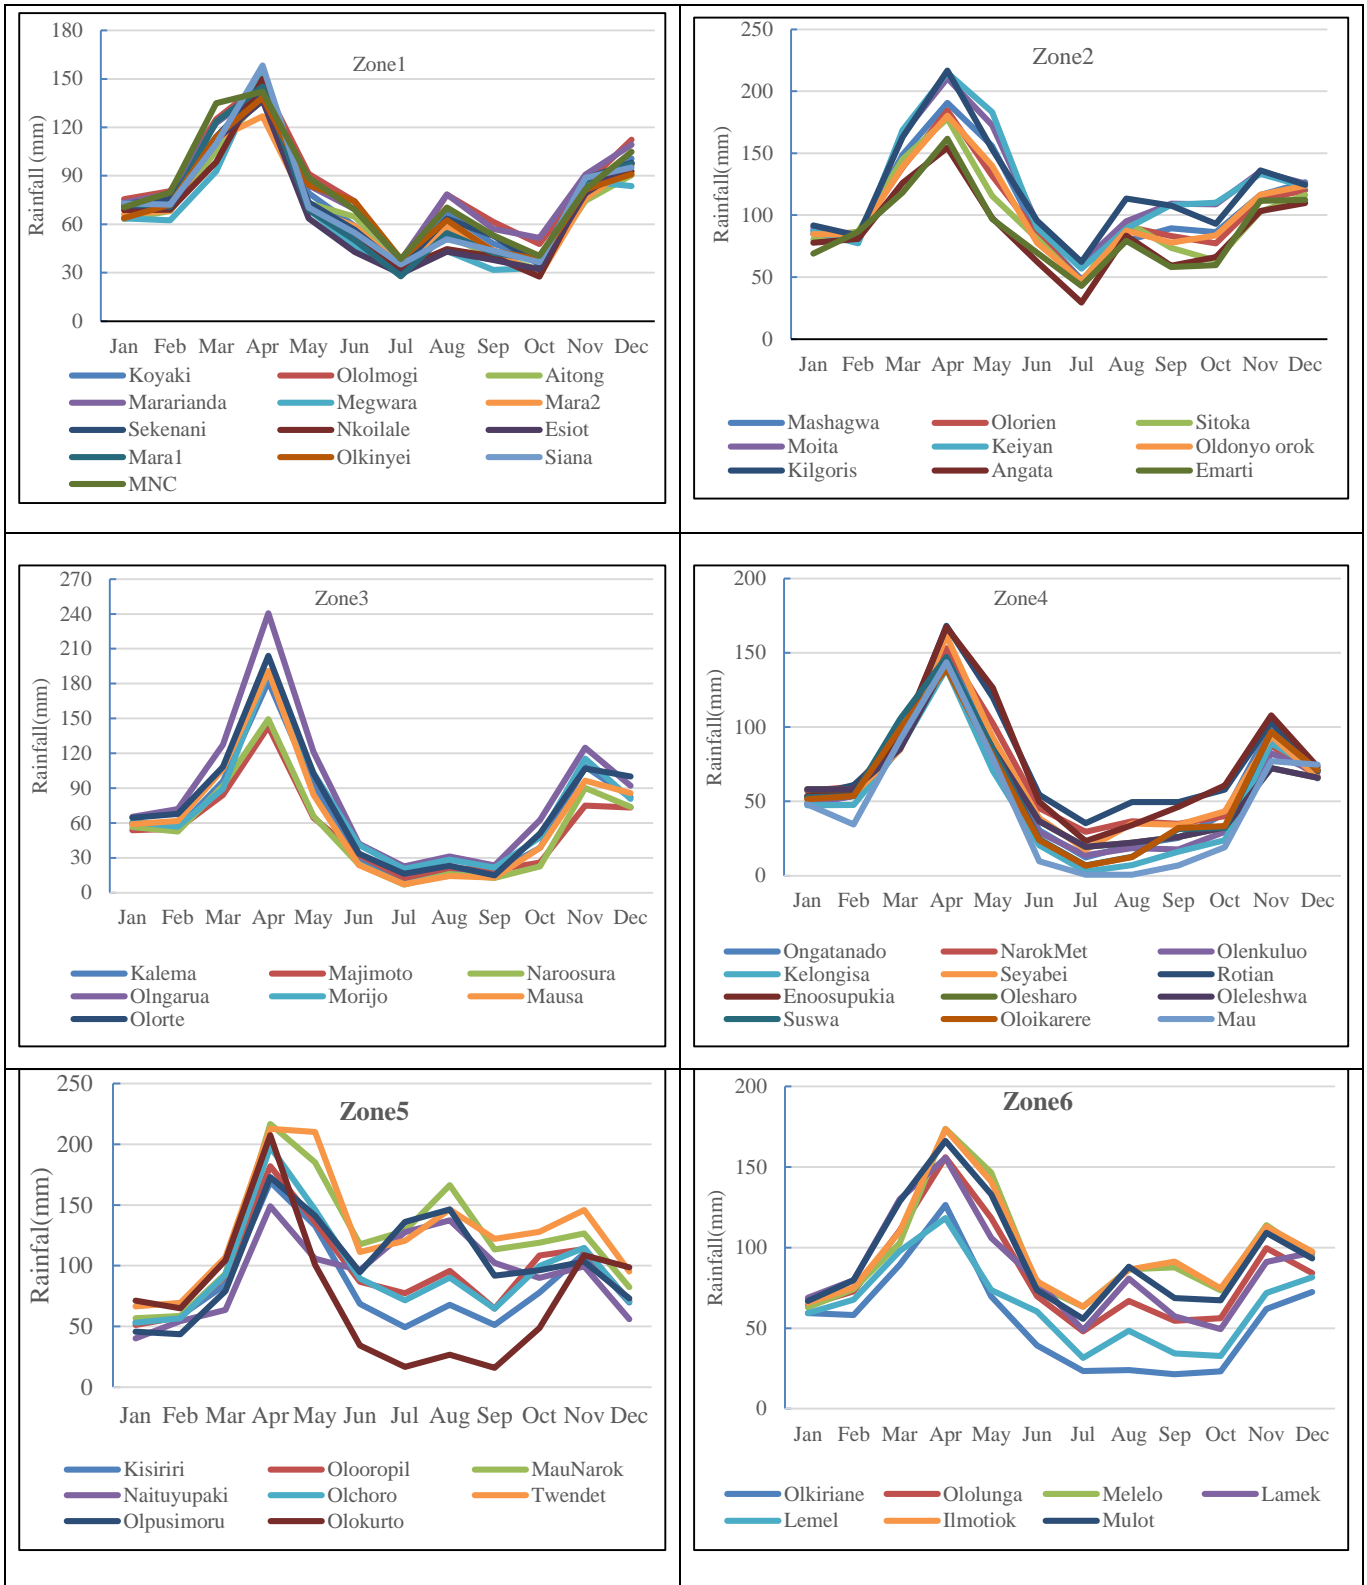 Zone1
Rainfall (mm)
180
150
120
90
60
30
0
Jan Feb Mar Apr May Jun Jul Aug Sep Oct Nov Dec
Koyaki Ololmogi Aitong
Mararianda Megwara Mara2
Sekenani Nkoilale Esiot
Mara1 Olkinyei Siana
MNC
Zone2
Rainfall(mm)
250
200
150
100
50
0
Jan Feb Mar Apr May Jun Jul Aug Sep Oct Nov Dec
Mashagwa Olorien Sitoka
Moita Keiyan Oldonyo orok
Kilgoris Angata Emarti
Zone3
Rainfall(mm)
270
240
210
180
150
120
90
60
30
0
Jan Feb Mar Apr May Jun Jul Aug Sep Oct Nov Dec
Kalema Majimoto Naroosura
Olngarua Morijo Mausa
Olorte
Zone4
Rainfall(mm)
200
150
100
50
0
Jan Feb Mar Apr May Jun Jul Aug Sep Oct Nov Dec
Ongatanado NarokMet Olenkuluo
Kelongisa Seyabei Rotian
Enoosupukia Olesharo Oleleshwa
Suswa Oloikarere Mau
Zone5
Rainfal(mm)
250
200
150
100
50
0
Jan Feb Mar Apr May Jun Jul Aug Sep Oct Nov Dec
Kisiriri Olooropil MauNarok
Naituyupaki Olchoro Twendet
Olpusimoru Olokurto
Zone6
Rainfall(mm)
200
150
100
50
0
Jan Feb Mar Apr May Jun Jul Aug Sep Oct Nov Dec
Olkiriane Ololunga Melelo Lamek
Lemel Ilmotiok Mulot